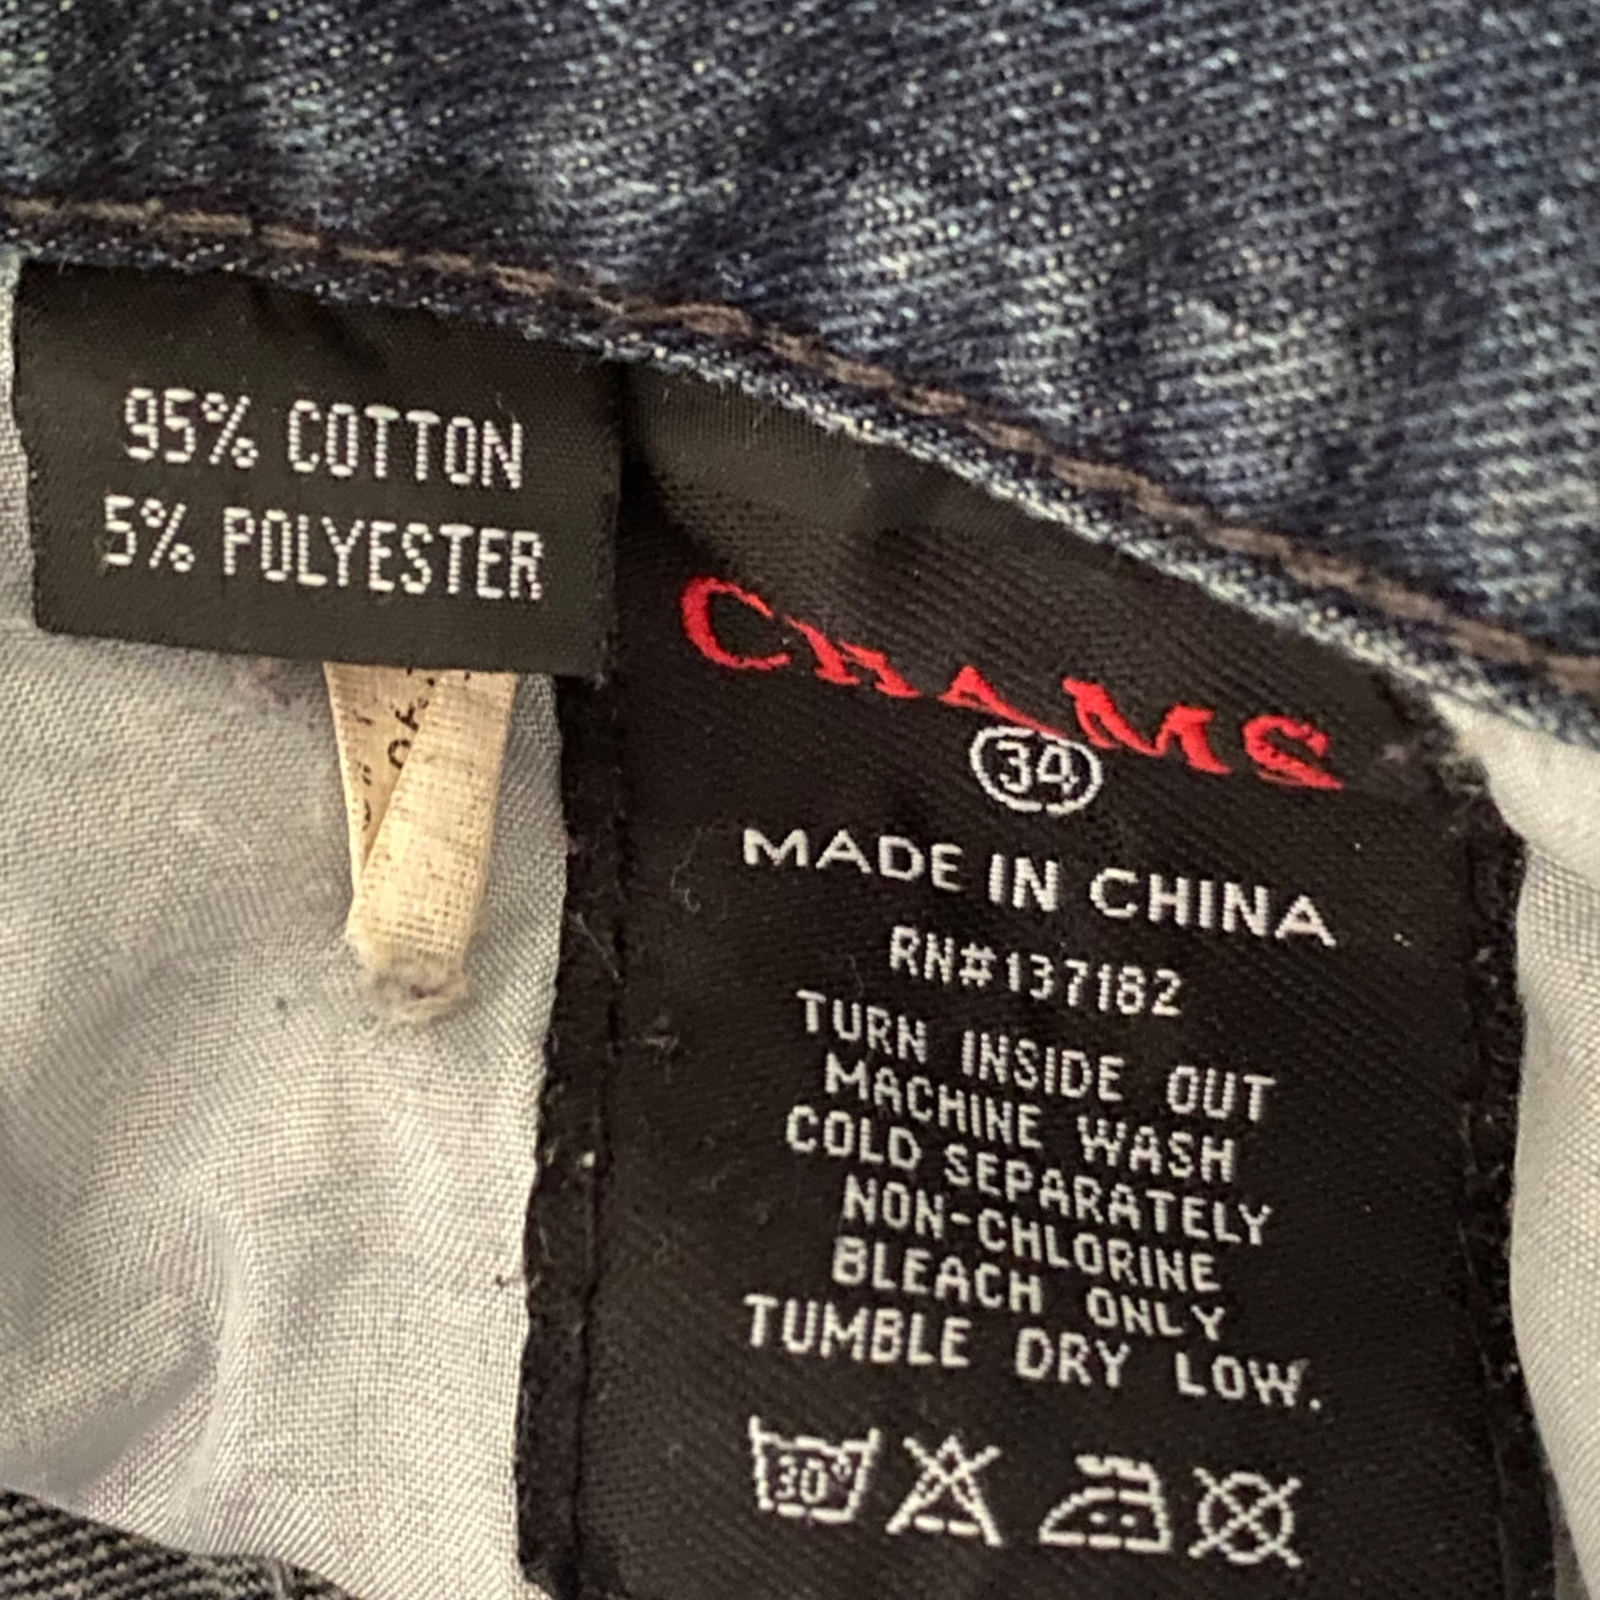 95% COTTON
5% POLYESTER
CHAMS
34
MADE IN CHINA
RN#137182
TURN INSIDE OUT
MACHINE WASH
COLD SEPARATELY
NON-CHLORINE
BLEACH ONLY
TUMBLE DRY LOW.
30°